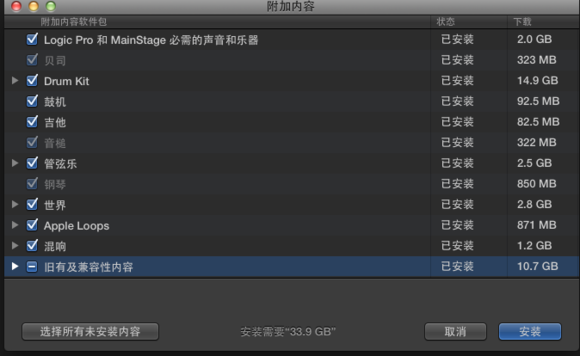 附加内容
附加内容软件包 状态 下载
Logic Pro 和 MainStage 必需的声音和乐器 已安装 2.0 GB
贝司 已安装 323 MB
Drum Kit 已安装 14.9 GB
鼓机 已安装 92.5 MB
吉他 已安装 82.5 MB
音槌 已安装 322 MB
管弦乐 已安装 2.5 GB
钢琴 已安装 850 MB
世界 已安装 2.8 GB
Apple Loops 已安装 871 MB
混响 已安装 1.2 GB
旧有及兼容性内容 已安装 10.7 GB
选择所有未安装内容 安装需要“33.9 GB” 取消 安装